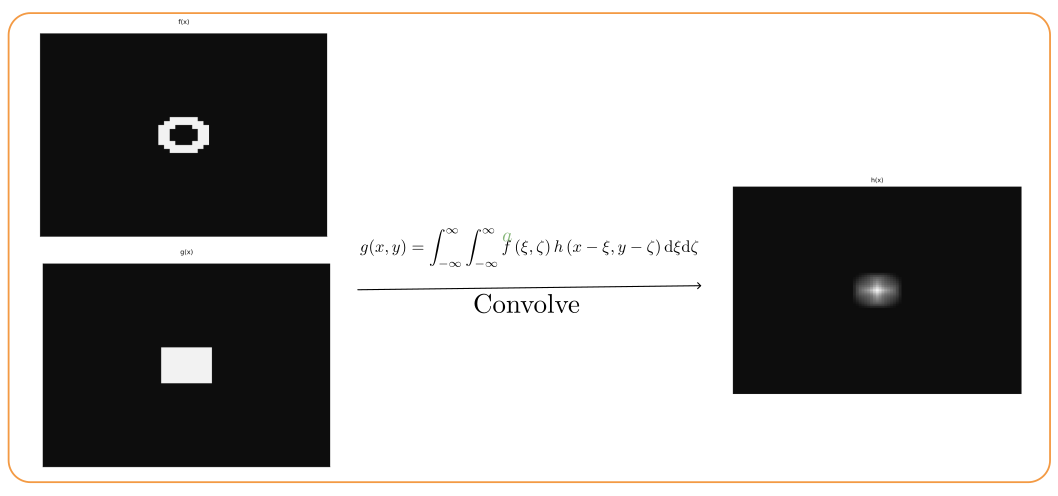 f(x)
g(x)
g(x, y) = ∫_{-∞}^{∞} ∫_{-∞}^{∞} f (ξ, ζ) h (x − ξ, y − ζ) dξdζ
a
Convolve
h(x)